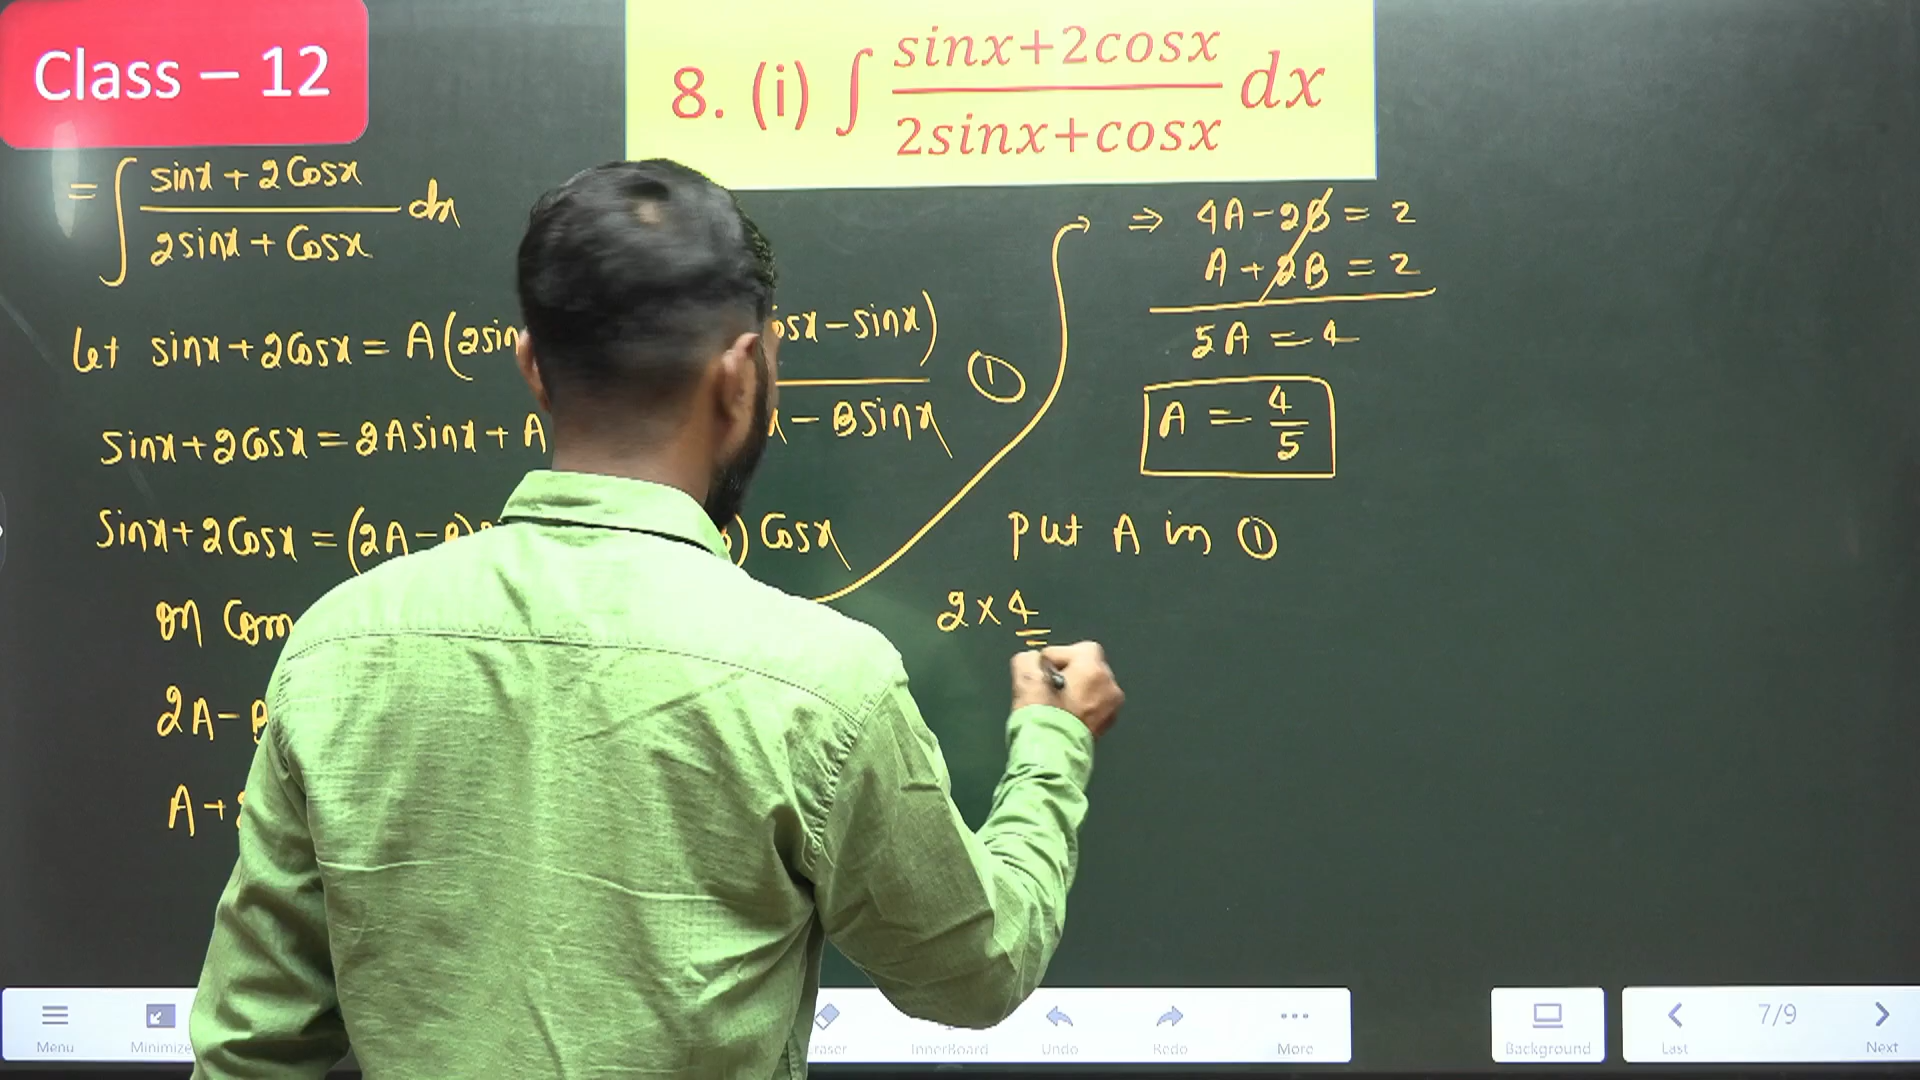 Class – 12
8. (i) ∫ sinx+2cosx / 2sinx+cosx dx
= ∫ sinx + 2Cosx / 2sinx + Cosx dx
Let sinx+2Cosx = A(2sin osx – sinx) ①
Sinx+2Cosx = 2Asinx + A – Bsinx
Sinx+2Cosx = (2A – ) Cosx
on Com
2A –
A +
⇒ 4A – 2B = 2
A + 2B = 2
5A = 4
A = 4/5
Put A in ①
2 × 4
Menu
Minimize
Eraser
InnerBoard
Undo
Redo
More
Background
Last
7/9
Next